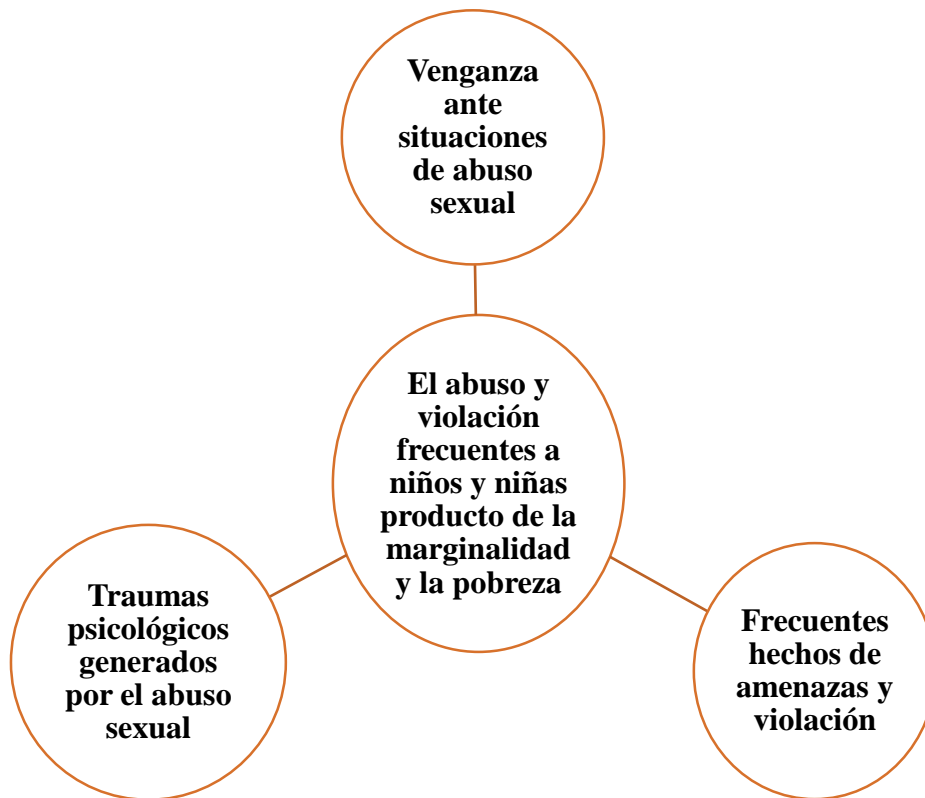 Venganza
ante
situaciones
de abuso
sexual
El abuso y
violación
frecuentes a
niños y niñas
producto de la
marginalidad
y la pobreza
Traumas
psicológicos
generados
por el abuso
sexual
Frecuentes
hechos de
amenazas y
violación